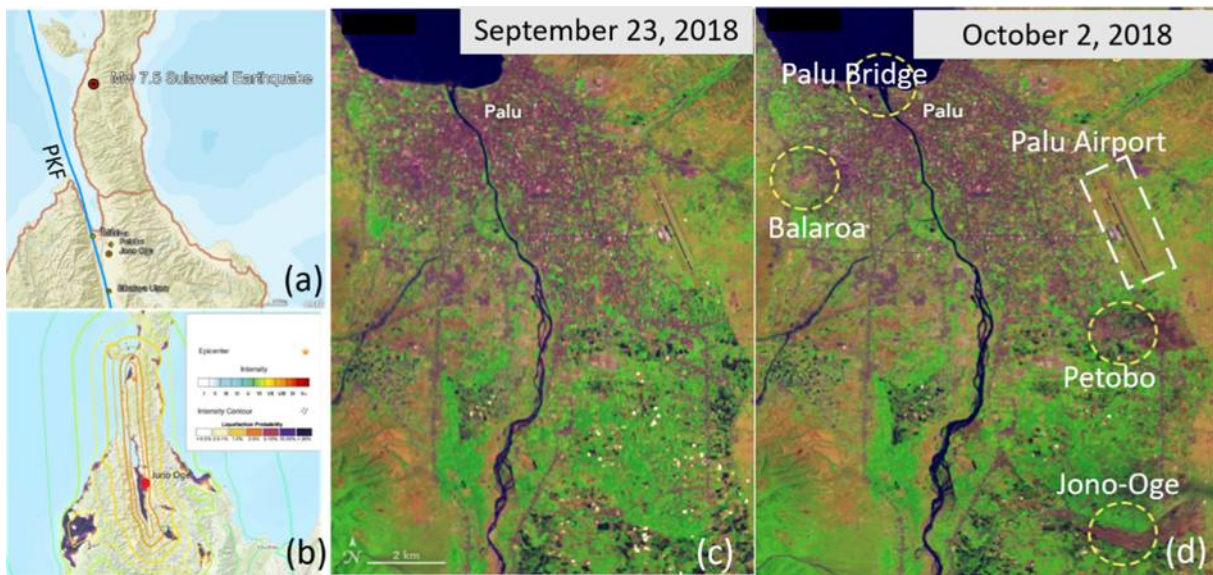 Mw 7.5 Sulawesi Earthquake
PKF
Petobo
Jono Oge
(a)
Epicenter
Intensity
Intensity Contour
Liquefaction Probability
Jono Oge
(b)
September 23, 2018
Palu
N
2 km
(c)
October 2, 2018
Palu Bridge
Palu
Palu Airport
Balaroa
Petobo
Jono-Oge
(d)